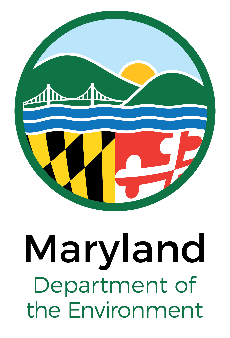 Maryland
Department of
the Environment